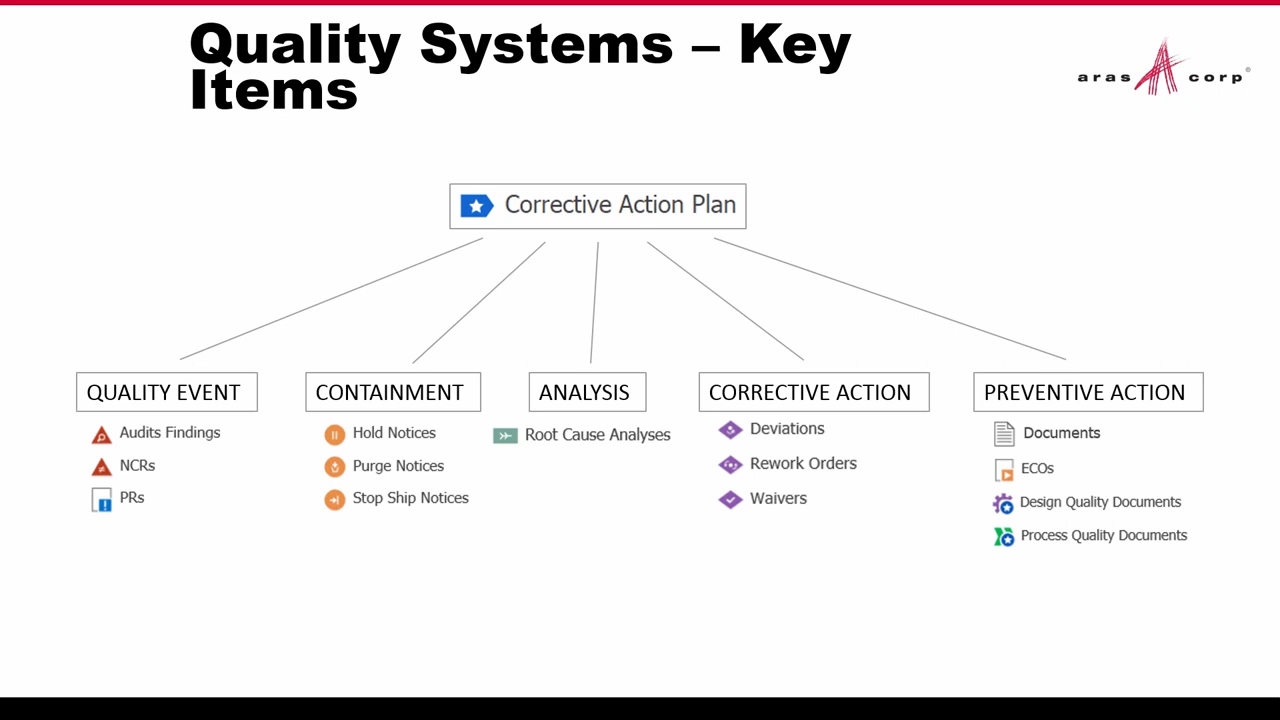 Quality Systems – Key
Items
aras corp®
Corrective Action Plan
QUALITY EVENT
Audits Findings
NCRs
PRs
CONTAINMENT
Hold Notices
Purge Notices
Stop Ship Notices
ANALYSIS
Root Cause Analyses
CORRECTIVE ACTION
Deviations
Rework Orders
Waivers
PREVENTIVE ACTION
Documents
ECOs
Design Quality Documents
Process Quality Documents